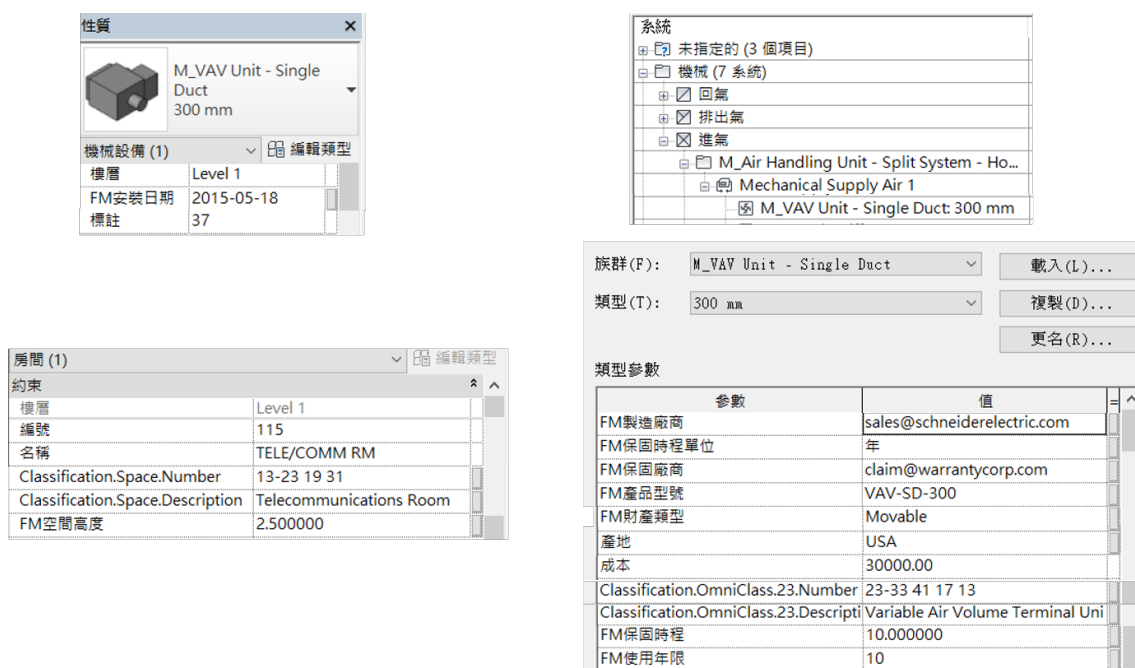 性質
M_VAV Unit - Single
Duct
300 mm
機械設備 (1)
編輯類型
樓層 Level 1
FM安裝日期 2015-05-18
標註 37
系統
未指定的 (3 個項目)
機械 (7 系統)
回氣
排出氣
進氣
M_Air Handling Unit - Split System - Ho...
Mechanical Supply Air 1
M_VAV Unit - Single Duct: 300 mm
房間 (1)
編輯類型
約束
樓層 Level 1
編號 115
名稱 TELE/COMM RM
Classification.Space.Number 13-23 19 31
Classification.Space.Description Telecommunications Room
FM空間高度 2.500000
族群(F): M_VAV Unit - Single Duct 載入(L)...
類型(T): 300 mm 複製(D)...
更名(R)...
類型參數
參數 值 =
FM製造廠商 sales@schneiderelectric.com
FM保固時程單位 年
FM保固廠商 claim@warrantycorp.com
FM產品型號 VAV-SD-300
FM財產類型 Movable
產地 USA
成本 30000.00
Classification.OmniClass.23.Number 23-33 41 17 13
Classification.OmniClass.23.Descripti Variable Air Volume Terminal Uni
FM保固時程 10.000000
FM使用年限 10